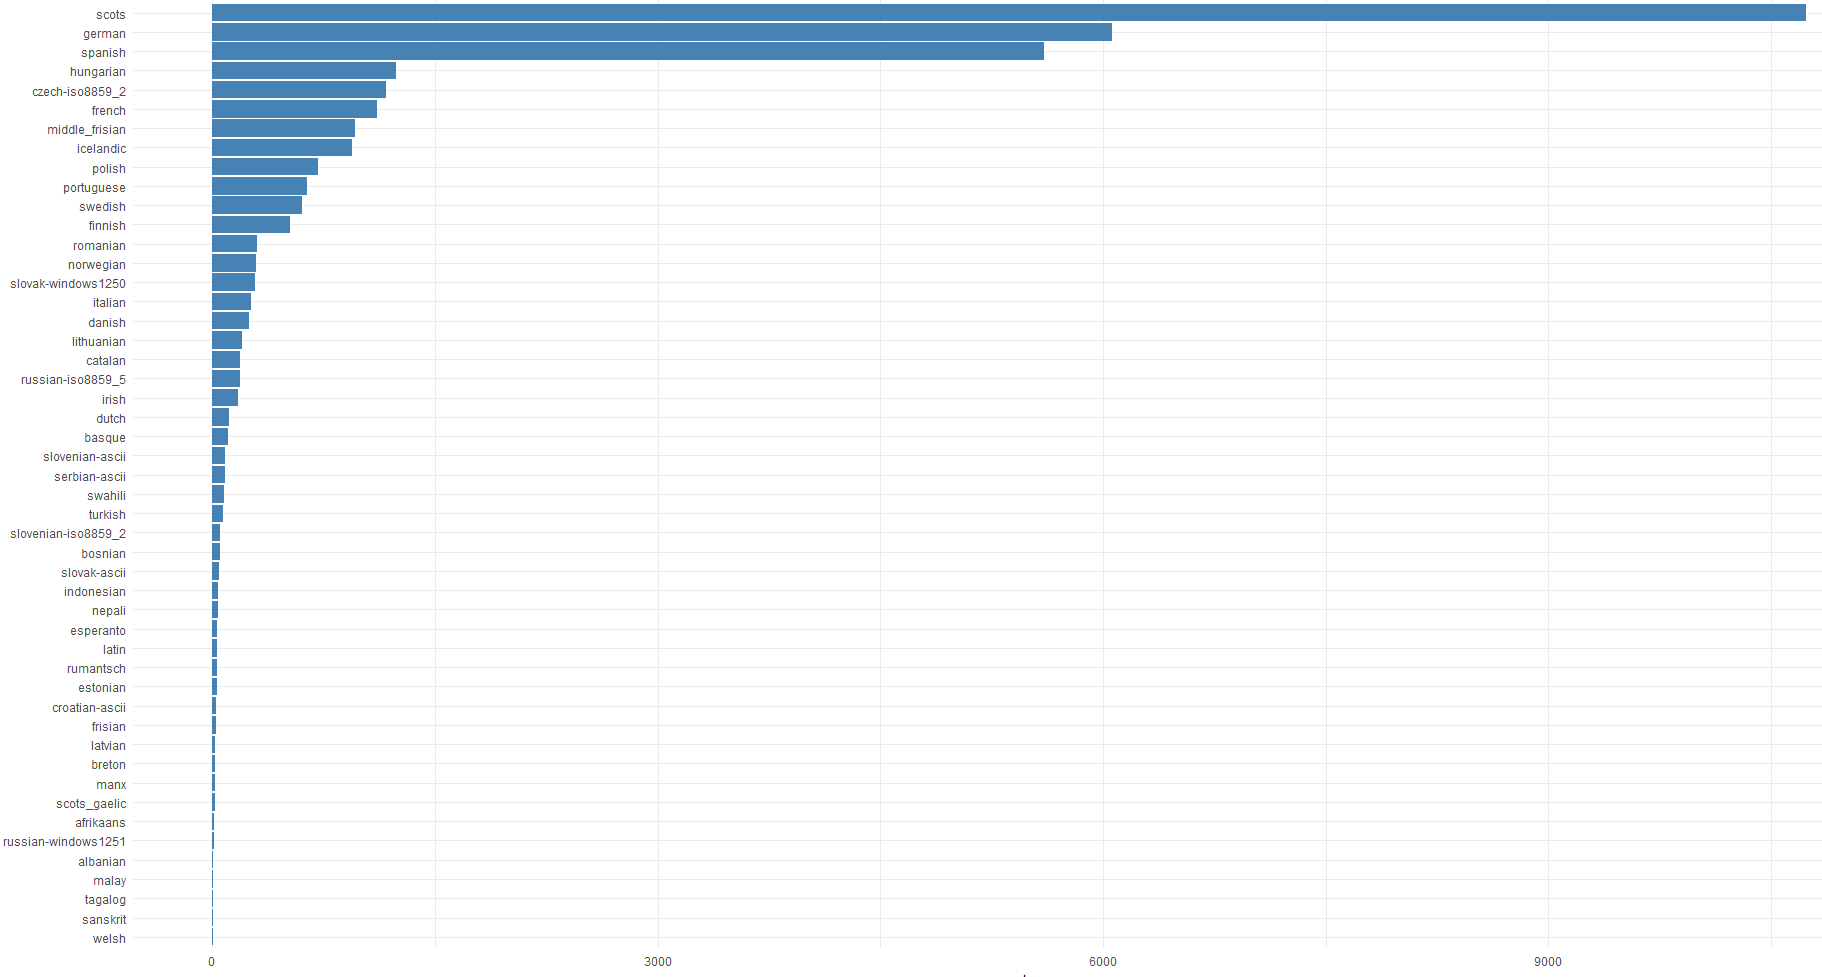 scots
german
spanish
hungarian
czech-iso8859_2
french
middle_frisian
icelandic
polish
portuguese
swedish
finnish
romanian
norwegian
slovak-windows1250
italian
danish
lithuanian
catalan
russian-iso8859_5
irish
dutch
basque
slovenian-ascii
serbian-ascii
swahili
turkish
slovenian-iso8859_2
bosnian
slovak-ascii
indonesian
nepali
esperanto
latin
rumantsch
estonian
croatian-ascii
frisian
latvian
breton
manx
scots_gaelic
afrikaans
russian-windows1251
albanian
malay
tagalog
sanskrit
welsh
0 3000 6000 9000